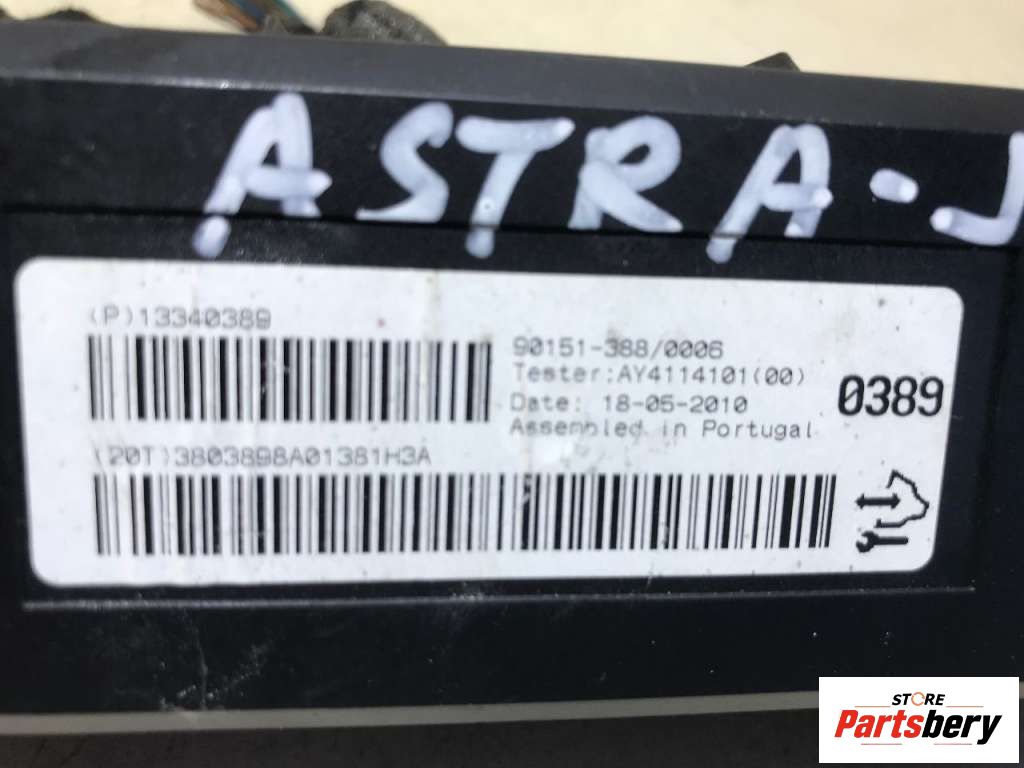 ASTRA-J
(P)13340389
90151-388/0006
Tester:AY4114101(00)
Date: 18-05-2010
Assembled in Portugal
0389
(20T)3803898A01381H3A
STORE
Partsbery